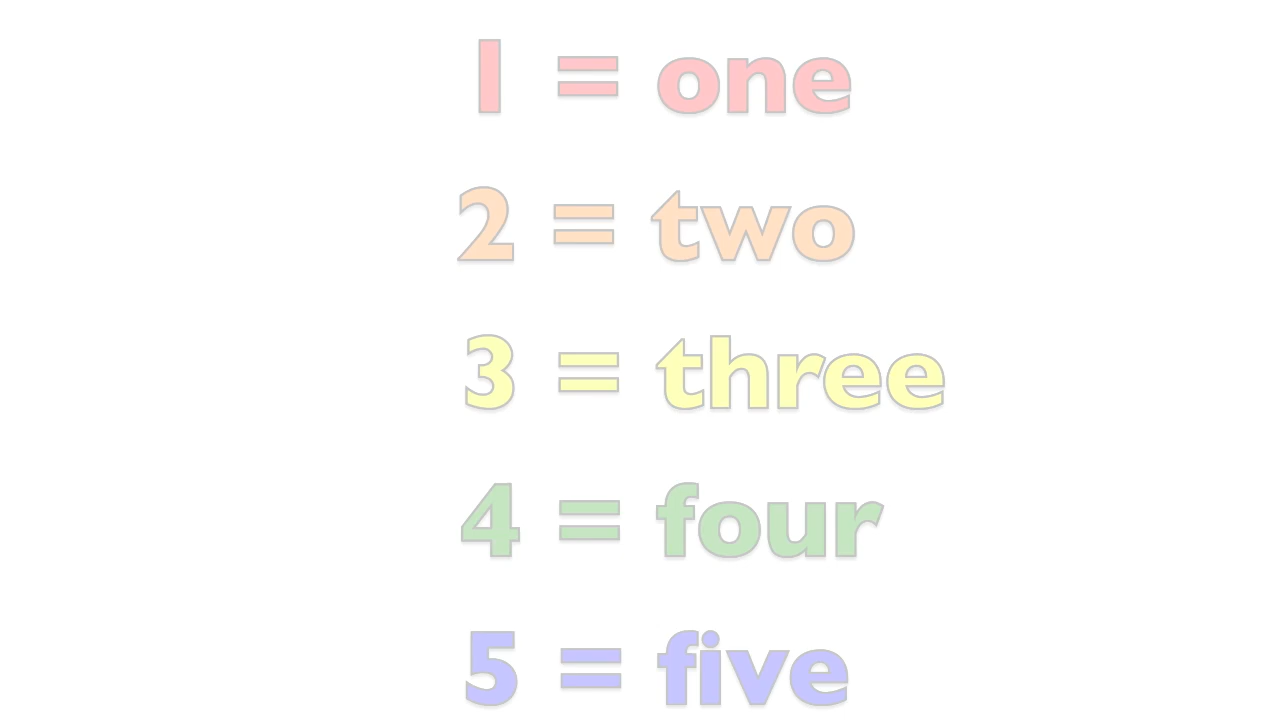 1 = one
2 = two
3 = three
4 = four
5 = five